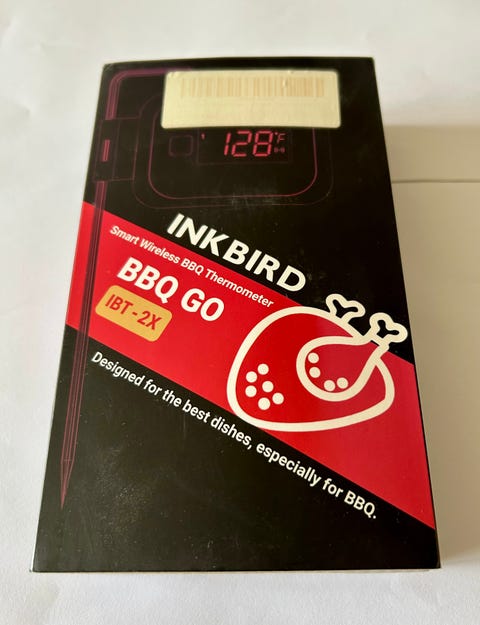 128°F
INKBIRD
Smart Wireless BBQ Thermometer
BBQ GO
IBT-2X
Designed for the best dishes, especially for BBQ.